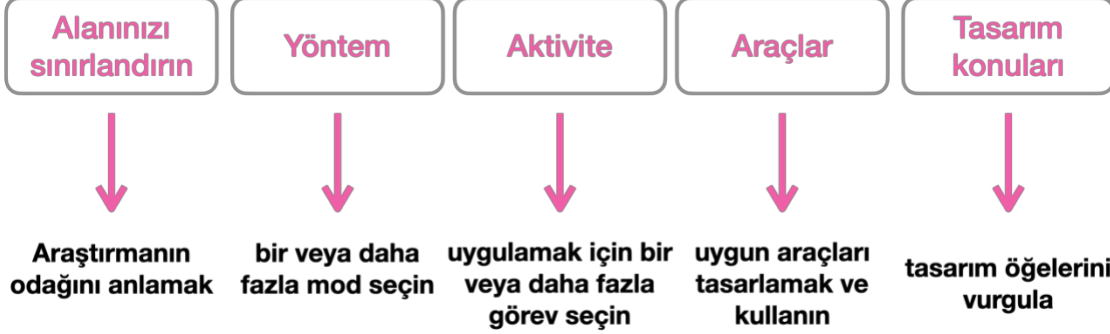 Alanınızı
sınırlandırın
Yöntem
Aktivite
Araçlar
Tasarım
konuları
Araştırmanın
odağını anlamak
bir veya daha
fazla mod seçin
uygulamak için bir
veya daha fazla
görev seçin
uygun araçları
tasarlamak ve
kullanın
tasarım öğelerini
vurgula